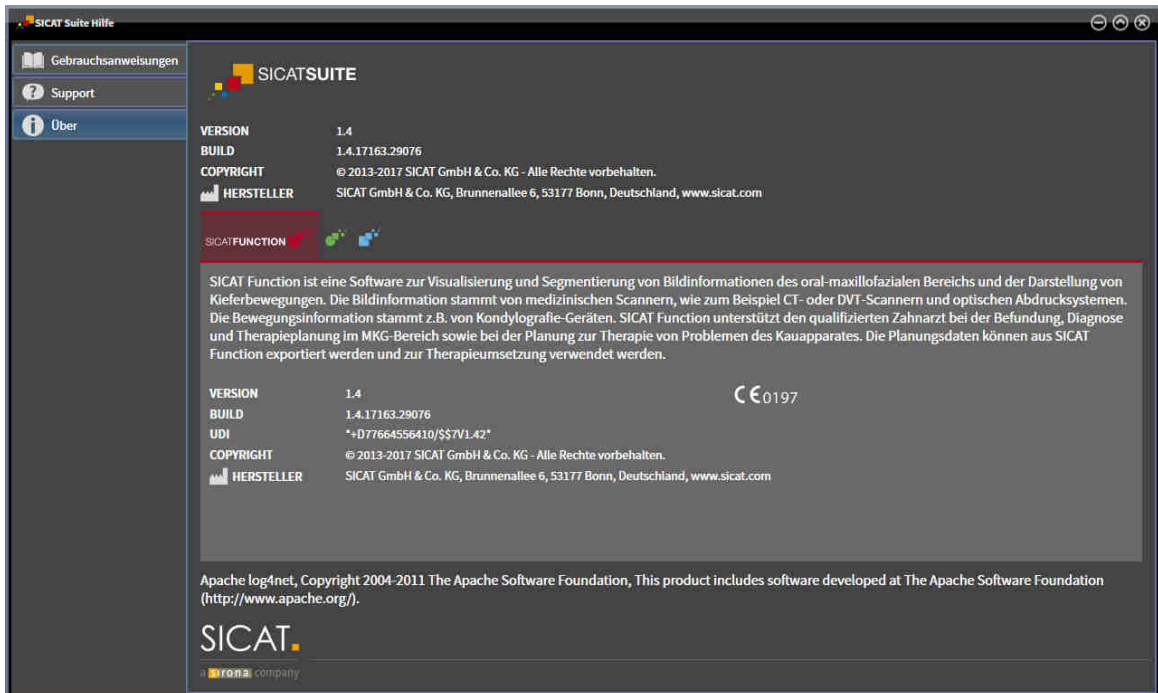 SICAT Suite Hilfe
Gebrauchsanweisungen
Support
Über
SICATSUITE
VERSION 1.4
BUILD 1.4.17163.29076
COPYRIGHT © 2013-2017 SICAT GmbH & Co. KG - Alle Rechte vorbehalten.
HERSTELLER SICAT GmbH & Co. KG, Brunnenallee 6, 53177 Bonn, Deutschland, www.sicat.com
SICATFUNCTION
SICAT Function ist eine Software zur Visualisierung und Segmentierung von Bildinformationen des oral-maxillofazialen Bereichs und der Darstellung von
Kieferbewegungen. Die Bildinformation stammt von medizinischen Scannern, wie zum Beispiel CT- oder DVT-Scannern und optischen Abdrucksystemen.
Die Bewegungsinformation stammt z.B. von Kondylografie-Geräten. SICAT Function unterstützt den qualifizierten Zahnarzt bei der Befundung, Diagnose
und Therapieplanung im MKG-Bereich sowie bei der Planung zur Therapie von Problemen des Kauapparates. Die Planungsdaten können aus SICAT
Function exportiert werden und zur Therapieumsetzung verwendet werden.
VERSION 1.4
CE0197
BUILD 1.4.17163.29076
UDI *+D77664556410/$$7V1.42*
COPYRIGHT © 2013-2017 SICAT GmbH & Co. KG - Alle Rechte vorbehalten.
HERSTELLER SICAT GmbH & Co. KG, Brunnenallee 6, 53177 Bonn, Deutschland, www.sicat.com
Apache log4net, Copyright 2004-2011 The Apache Software Foundation, This product includes software developed at The Apache Software Foundation
(http://www.apache.org/).
SICAT.
a sirona company